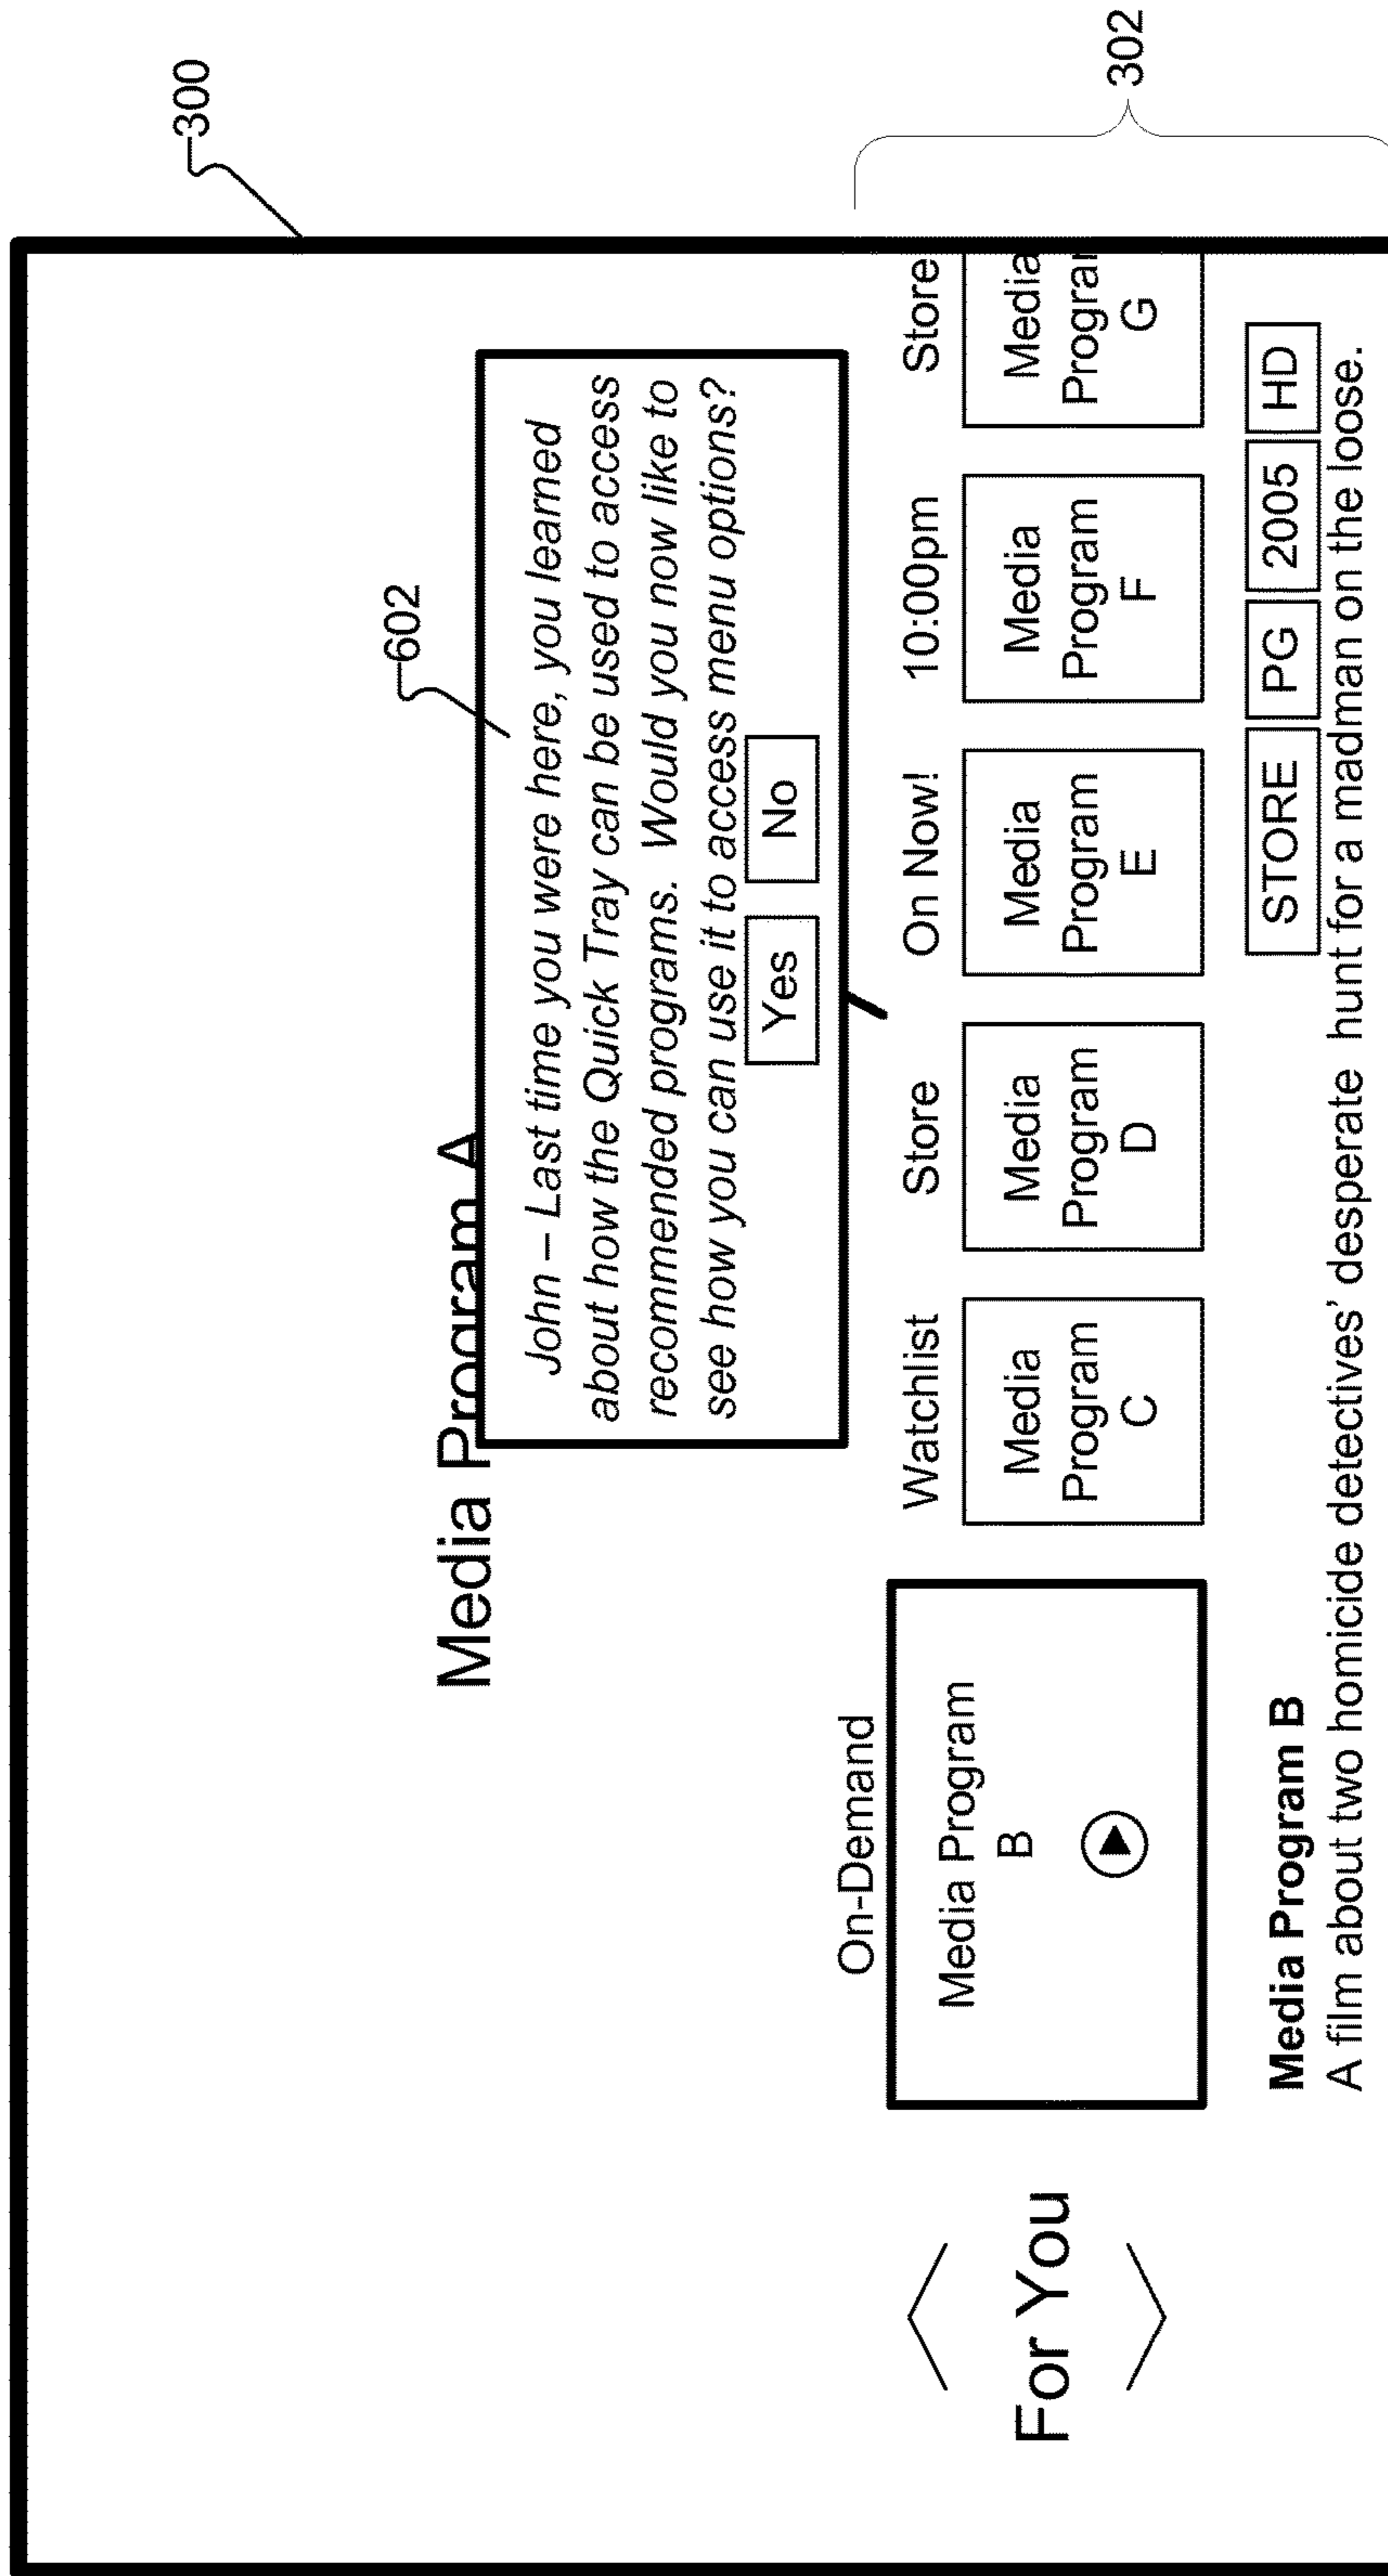 300
Media Program A
602
John – Last time you were here, you learned
about how the Quick Tray can be used to access
recommended programs. Would you now like to
see how you can use it to access menu options?
Yes No
302
For You
On-Demand
Media Program
B
Watchlist
Media
Program
C
Store
Media
Program
D
On Now!
Media
Program
E
10:00pm
Media
Program
F
Store
Media
Program
G
Media Program B
STORE PG 2005 HD
A film about two homicide detectives’ desperate hunt for a madman on the loose.